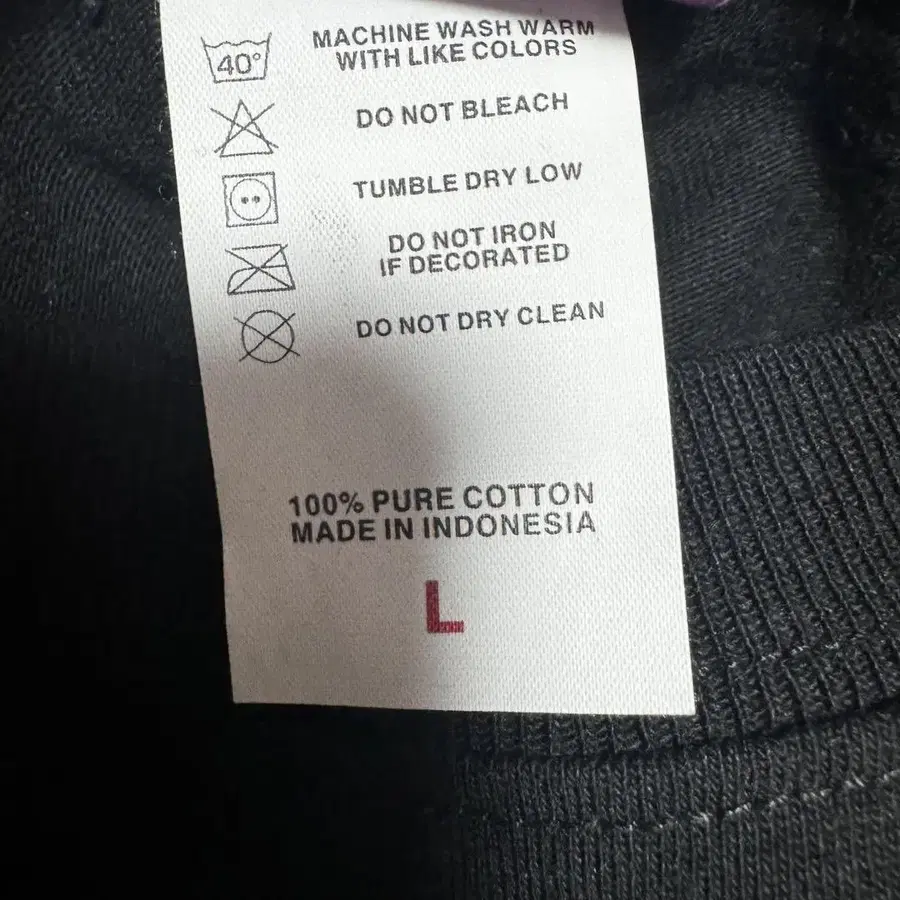 40°
MACHINE WASH WARM
WITH LIKE COLORS
DO NOT BLEACH
TUMBLE DRY LOW
DO NOT IRON
IF DECORATED
DO NOT DRY CLEAN
100% PURE COTTON
MADE IN INDONESIA
L